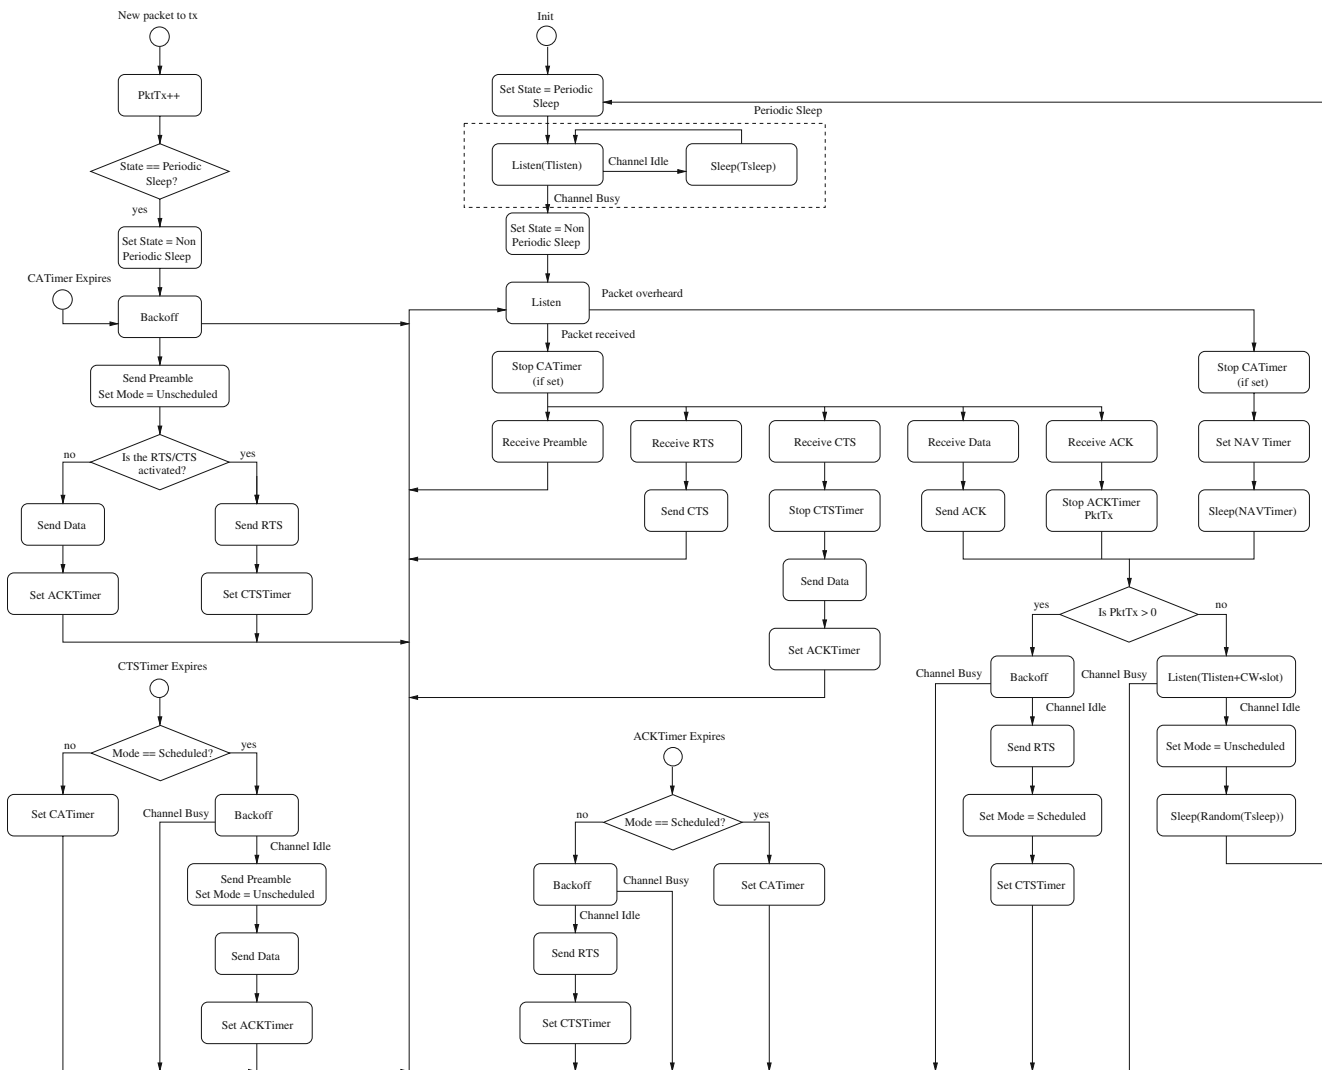 New packet to tx
PktTx++
State == Periodic
Sleep?
yes
Set State = Non
Periodic Sleep
CATimer Expires
Backoff
Send Preamble
Set Mode = Unscheduled
Is the RTS/CTS
activated?
no
yes
Send Data
Send RTS
Set ACKTimer
Set CTSTimer
CTSTimer Expires
Mode == Scheduled?
no
yes
Set CATimer
Channel Busy
Backoff
Channel Idle
Send Preamble
Set Mode = Unscheduled
Send Data
Set ACKTimer
Init
Set State = Periodic
Sleep
Periodic Sleep
Listen(Tlisten)
Channel Idle
Sleep(Tsleep)
Channel Busy
Set State = Non
Periodic Sleep
Listen
Packet overheard
Packet received
Stop CATimer
(if set)
Receive Preamble
Receive RTS
Send CTS
Receive CTS
Stop CTSTimer
Send Data
Set ACKTimer
Receive Data
Send ACK
Receive ACK
Stop ACKTimer
PktTx
Stop CATimer
(if set)
Set NAV Timer
Sleep(NAVTimer)
Is PktTx > 0
yes
no
Channel Busy
Backoff
Channel Idle
Send RTS
Set Mode = Scheduled
Set CTSTimer
Channel Busy
Listen(Tlisten+CW•slot)
Channel Idle
Set Mode = Unscheduled
Sleep(Random(Tsleep))
ACKTimer Expires
Mode == Scheduled?
no
yes
Backoff
Channel Busy
Channel Idle
Send RTS
Set CTSTimer
Set CATimer